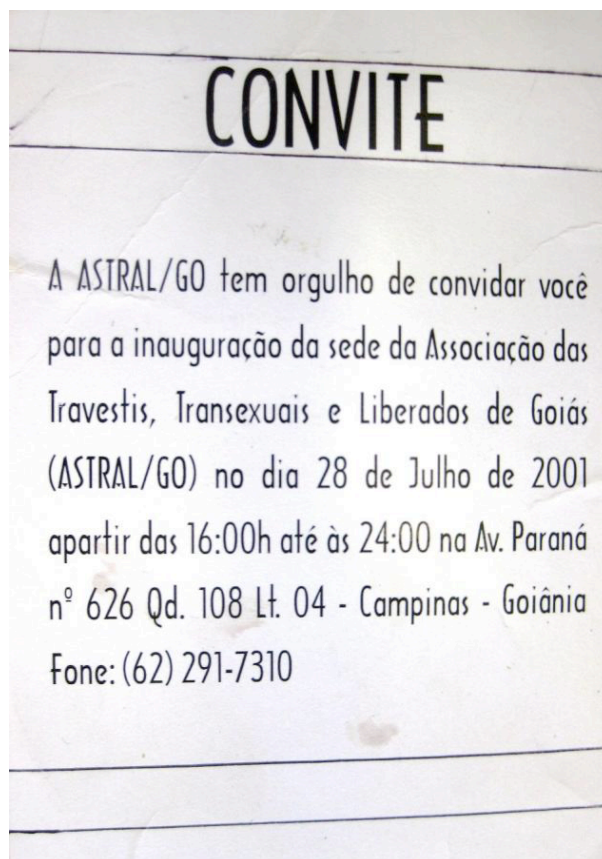 CONVITE
A ASTRAL/GO tem orgulho de convidar você
para a inauguração da sede da Associação das
Travestis, Transexuais e Liberados de Goiás
(ASTRAL/GO) no dia 28 de Julho de 2001
apartir das 16:00h até às 24:00 na Av. Paraná
nº 626 Qd. 108 Lt. 04 - Campinas - Goiânia
Fone: (62) 291-7310